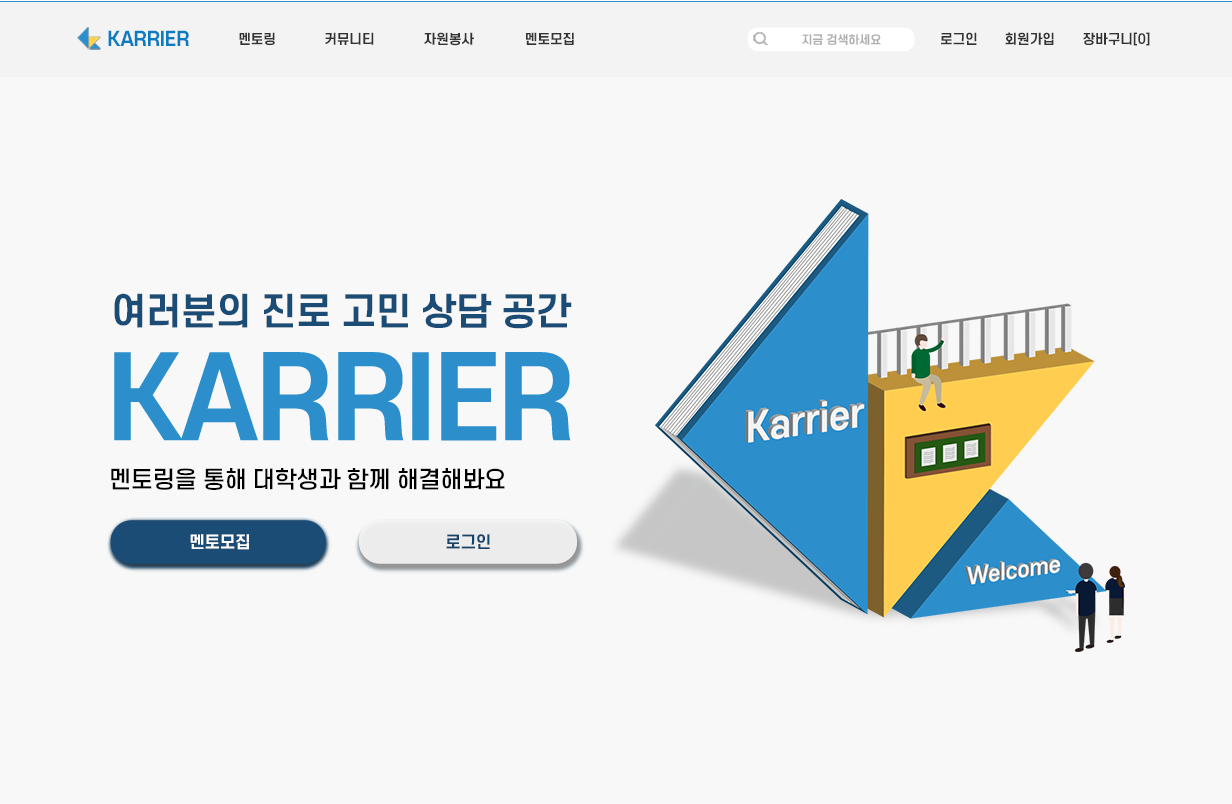 KARRIER 멘토링 커뮤니티 자원봉사 멘토모집 지금 검색하세요 로그인 회원가입 장바구니[0]
여러분의 진로 고민 상담 공간
KARRIER
멘토링을 통해 대학생과 함께 해결해봐요
멘토모집 로그인
Karrier
Welcome